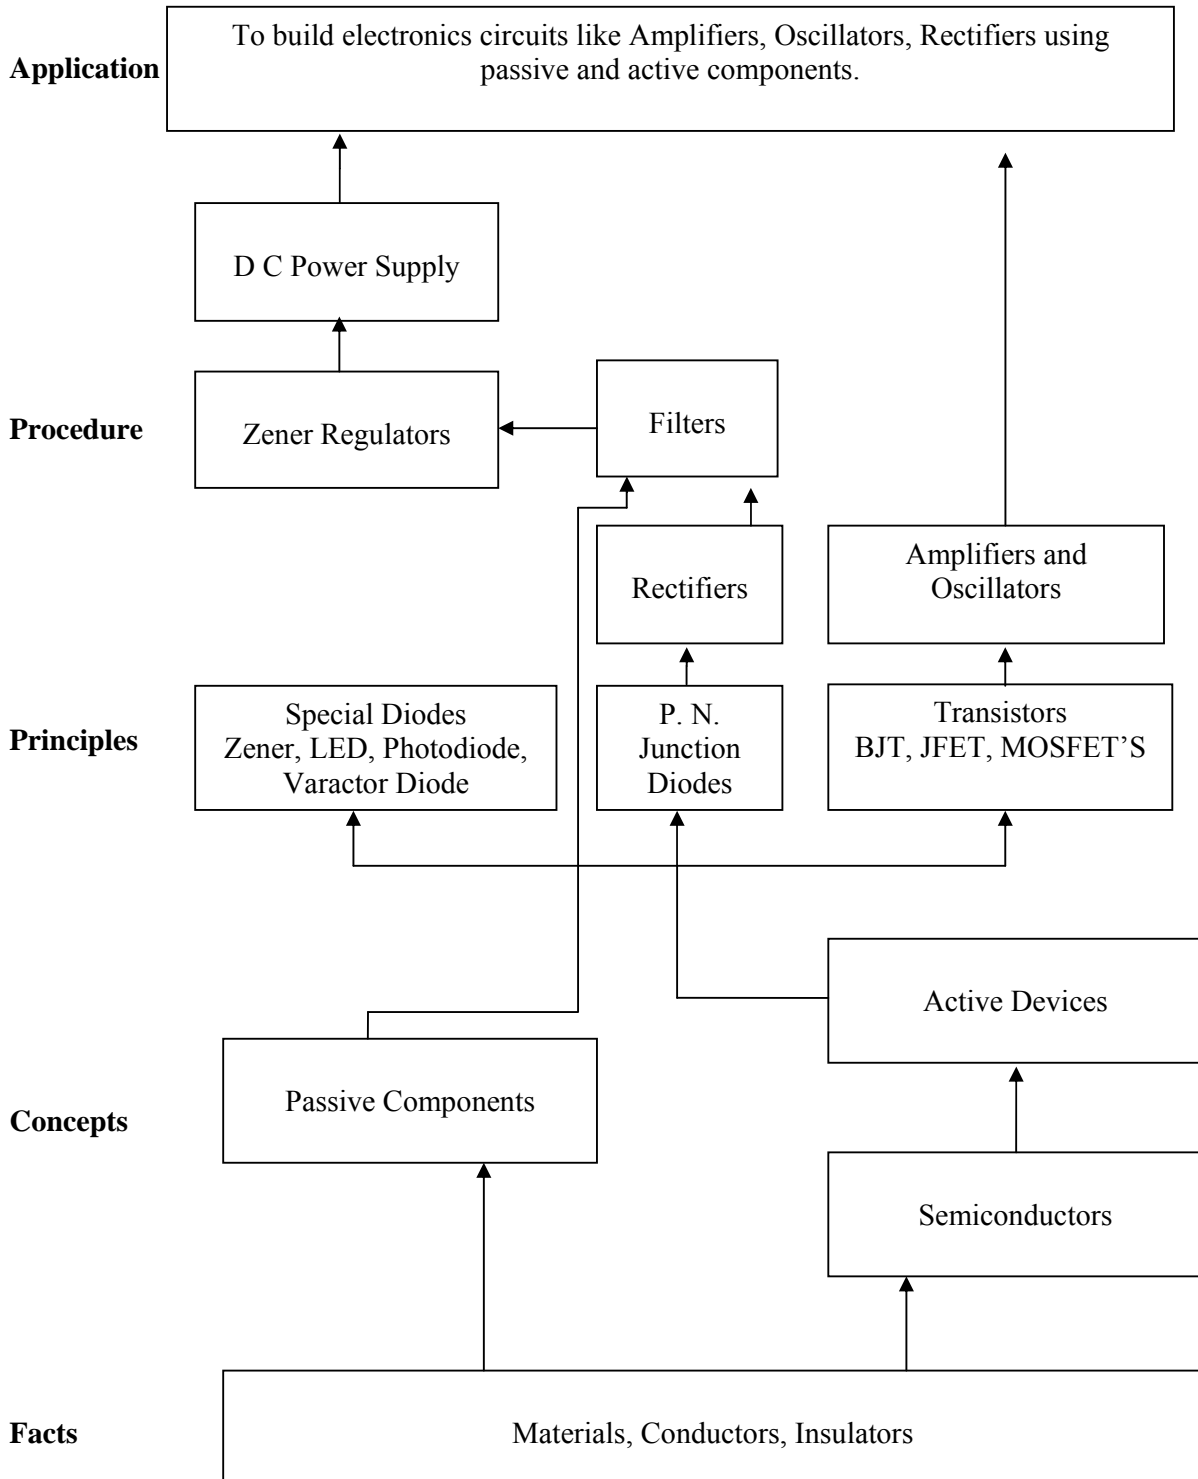 Application
To build electronics circuits like Amplifiers, Oscillators, Rectifiers using
passive and active components.
D C Power Supply
Procedure
Zener Regulators
Filters
Rectifiers
Amplifiers and
Oscillators
Principles
Special Diodes
Zener, LED, Photodiode,
Varactor Diode
P. N.
Junction
Diodes
Transistors
BJT, JFET, MOSFET’S
Active Devices
Concepts
Passive Components
Semiconductors
Facts
Materials, Conductors, Insulators